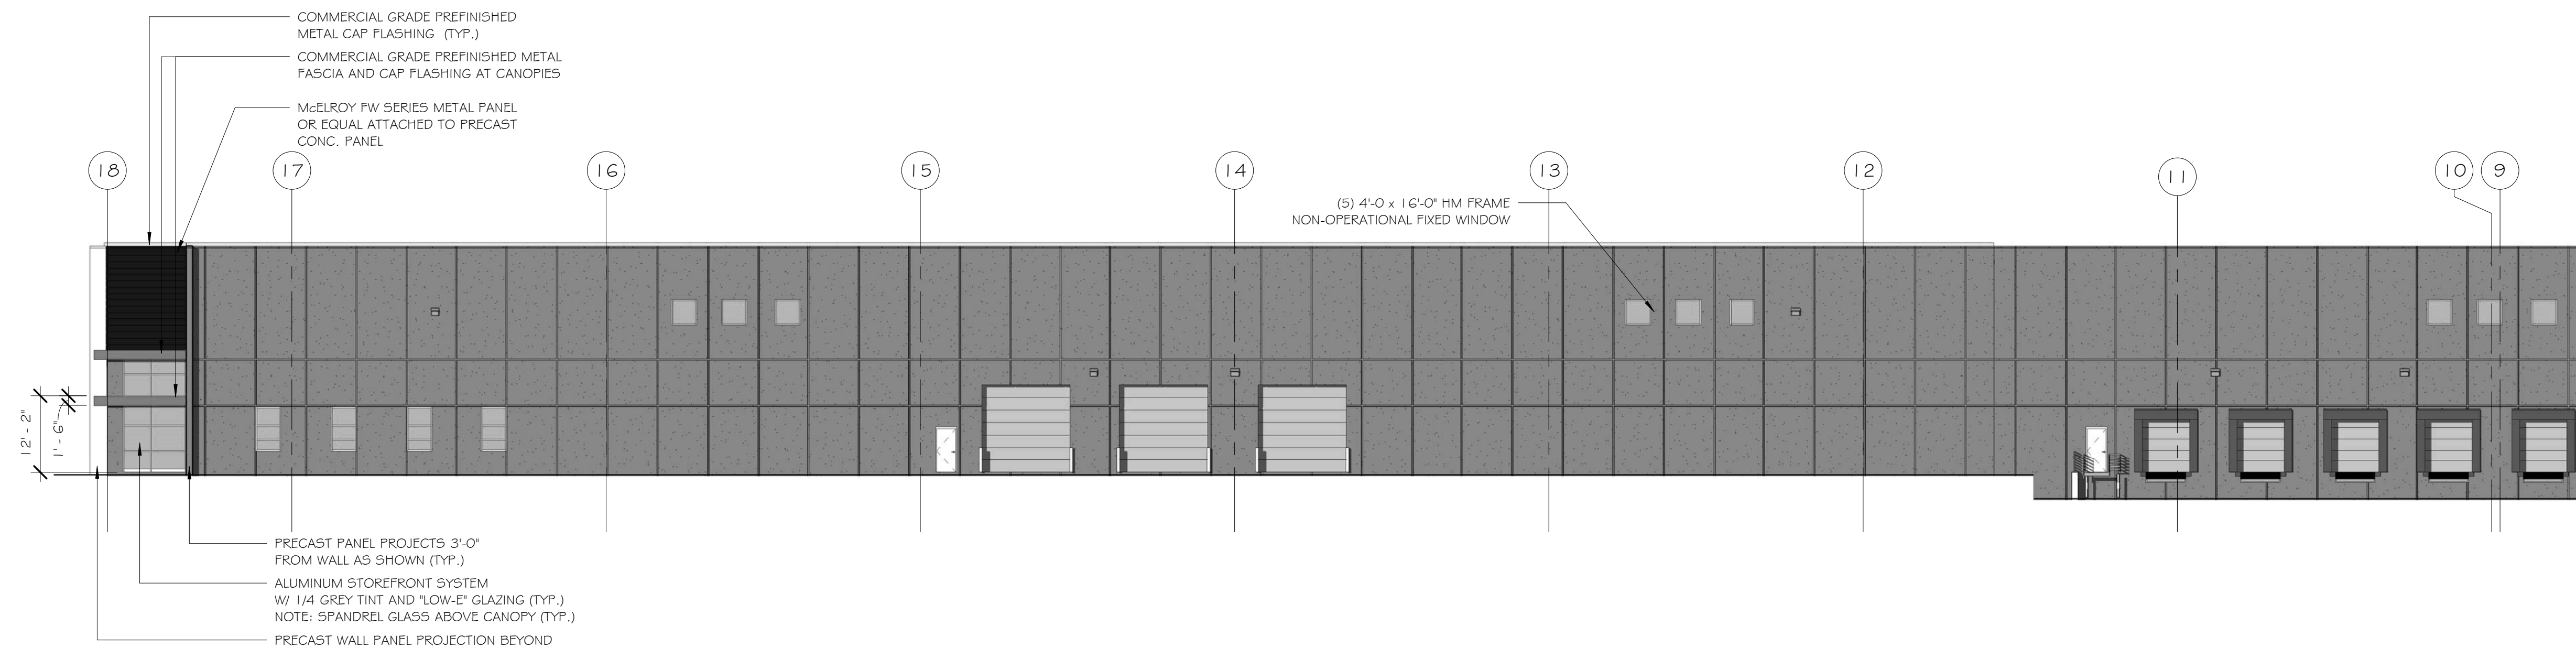 COMMERCIAL GRADE PREFINISHED
METAL CAP FLASHING (TYP.)
COMMERCIAL GRADE PREFINISHED METAL
FASCIA AND CAP FLASHING AT CANOPIES
McELROY FW SERIES METAL PANEL
OR EQUAL ATTACHED TO PRECAST
CONC. PANEL
18
17
16
15
14
13
12
11
10
9
(5) 4'-0 x 16'-0" HM FRAME
NON-OPERATIONAL FIXED WINDOW
12' - 2"
1' - 6"
PRECAST PANEL PROJECTS 3'-0"
FROM WALL AS SHOWN (TYP.)
ALUMINUM STOREFRONT SYSTEM
W/ 1/4 GREY TINT AND "LOW-E" GLAZING (TYP.)
NOTE: SPANDREL GLASS ABOVE CANOPY (TYP.)
PRECAST WALL PANEL PROJECTION BEYOND